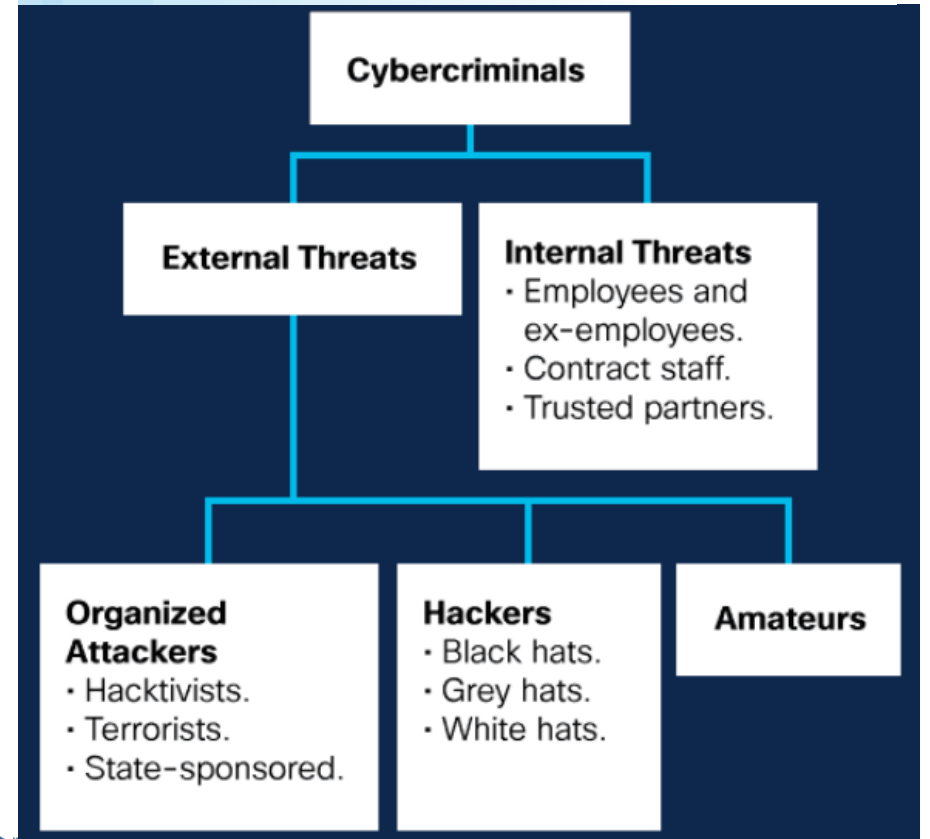 Cybercriminals
External Threats
Internal Threats
· Employees and
ex-employees.
· Contract staff.
· Trusted partners.
Organized
Attackers
· Hacktivists.
· Terrorists.
· State-sponsored.
Hackers
· Black hats.
· Grey hats.
· White hats.
Amateurs